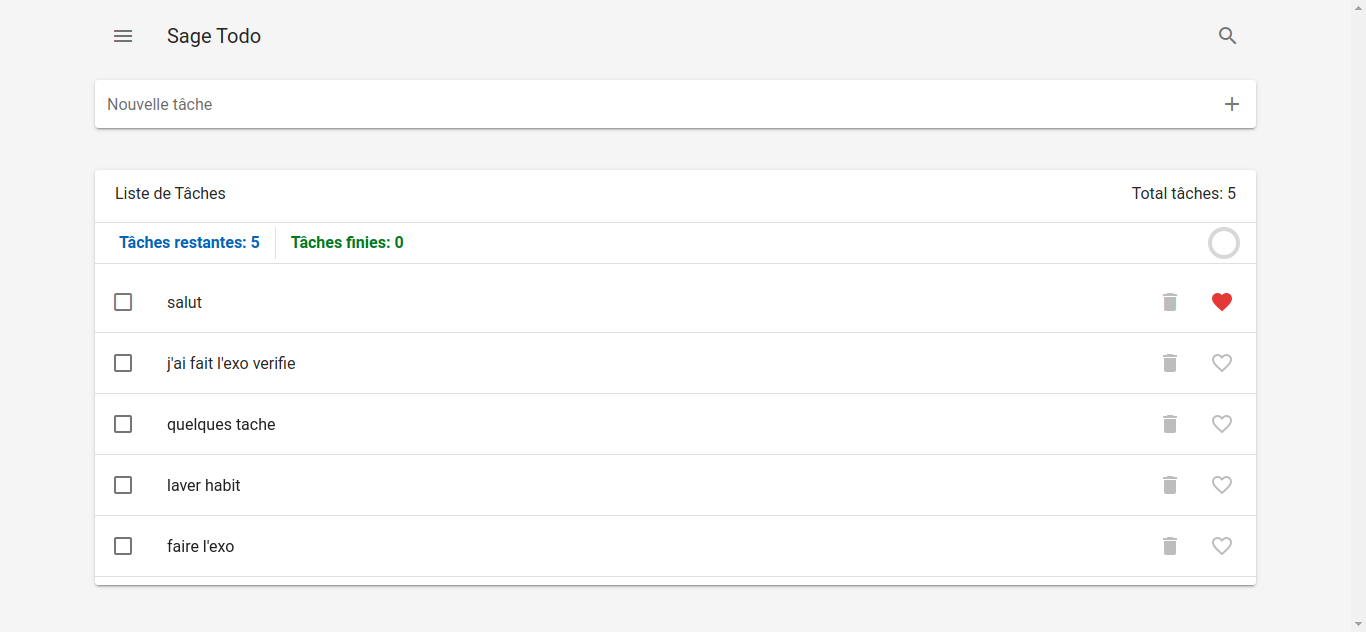 Sage Todo
Nouvelle tâche
Liste de Tâches Total tâches: 5
Tâches restantes: 5 Tâches finies: 0
salut
j'ai fait l'exo verifie
quelques tache
laver habit
faire l'exo